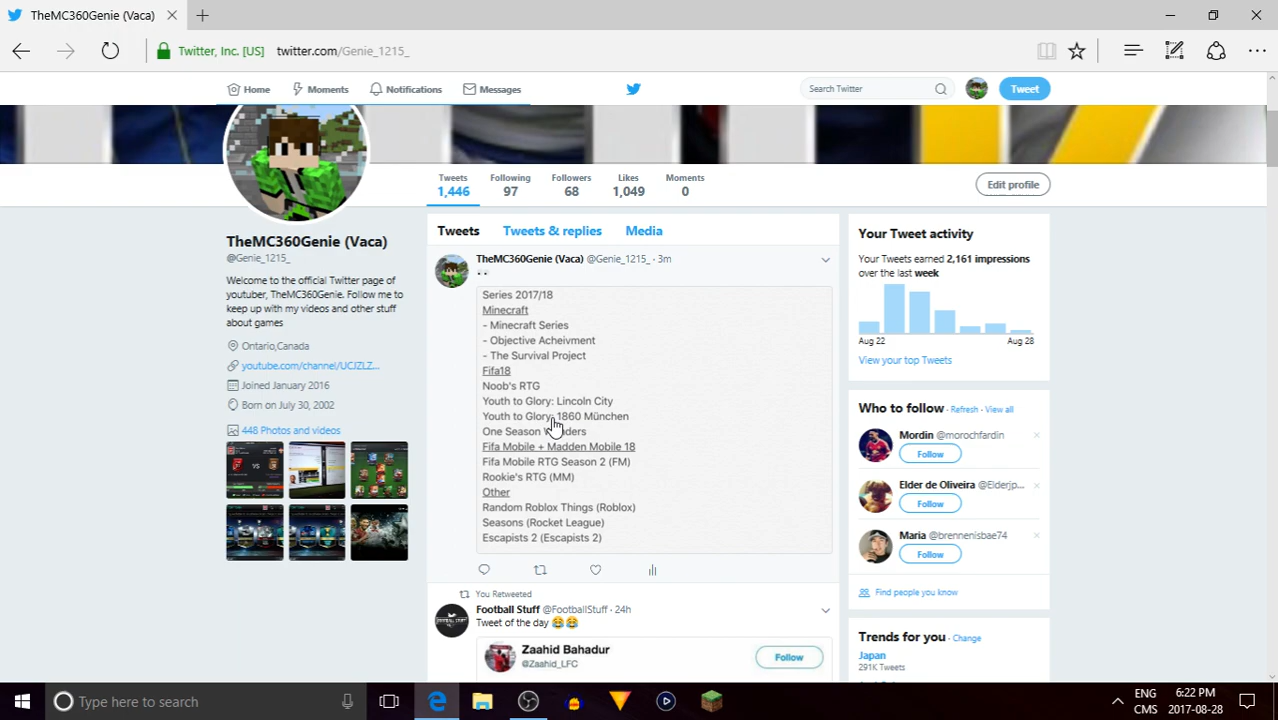 TheMC360Genie (Vaca)
Twitter, Inc. [US] twitter.com/Genie_1215_
Home Moments Notifications Messages Search Twitter Tweet
Tweets Following Followers Likes Moments
1,446 97 68 1,049 0
Edit profile
TheMC360Genie (Vaca)
@Genie_1215_
Welcome to the official Twitter page of
youtuber, TheMC360Genie. Follow me to
keep up with my videos and other stuff
about games
Ontario,Canada
youtube.com/channel/UCJZLZ...
Joined January 2016
Born on July 30, 2002
448 Photos and videos
Tweets Tweets & replies Media
TheMC360Genie (Vaca) @Genie_1215_ · 3m
Series 2017/18
Minecraft
- Minecraft Series
- Objective Acheivment
- The Survival Project
Fifa18
Noob's RTG
Youth to Glory: Lincoln City
Youth to Glory: 1860 München
One Season
Fifa Mobile + Madden Mobile 18
Fifa Mobile RTG Season 2 (FM)
Rookie's RTG (MM)
Other
Random Roblox Things (Roblox)
Seasons (Rocket League)
Escapists 2 (Escapists 2)
You Retweeted
Football Stuff @FootballStuff · 24h
Tweet of the day 😂😂
Zaahid Bahadur
@Zaahid_LFC
Follow
Your Tweet activity
Your Tweets earned 2,161 impressions
over the last week
Aug 22 Aug 28
View your top Tweets
Who to follow · Refresh · View all
Mordin @morochfardin
Follow
Elder de Oliveira @Elderjp...
Follow
Maria @brennenisbae74
Follow
Find people you know
Trends for you · Change
Japan
291K Tweets
Type here to search
ENG
CMS
6:22 PM
2017-08-28